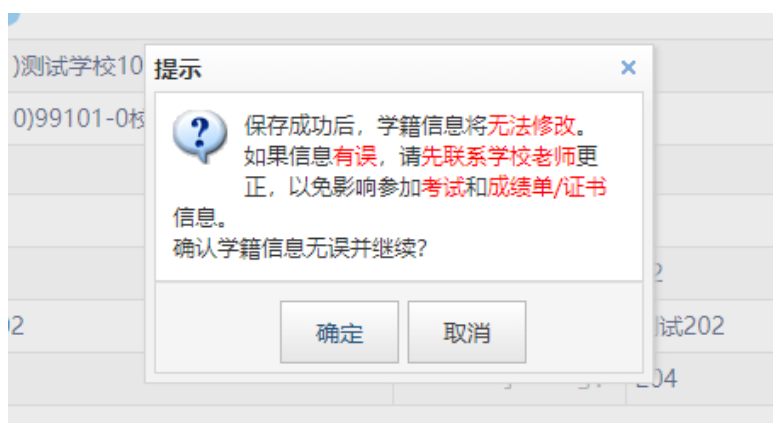 )测试学校10
提示
×
0)99101-0校
保存成功后，学籍信息将无法修改。
如果信息有误，请先联系学校老师更
正，以免影响参加考试和成绩单/证书
信息。
确认学籍信息无误并继续？
2
02
确定
取消
试202
204